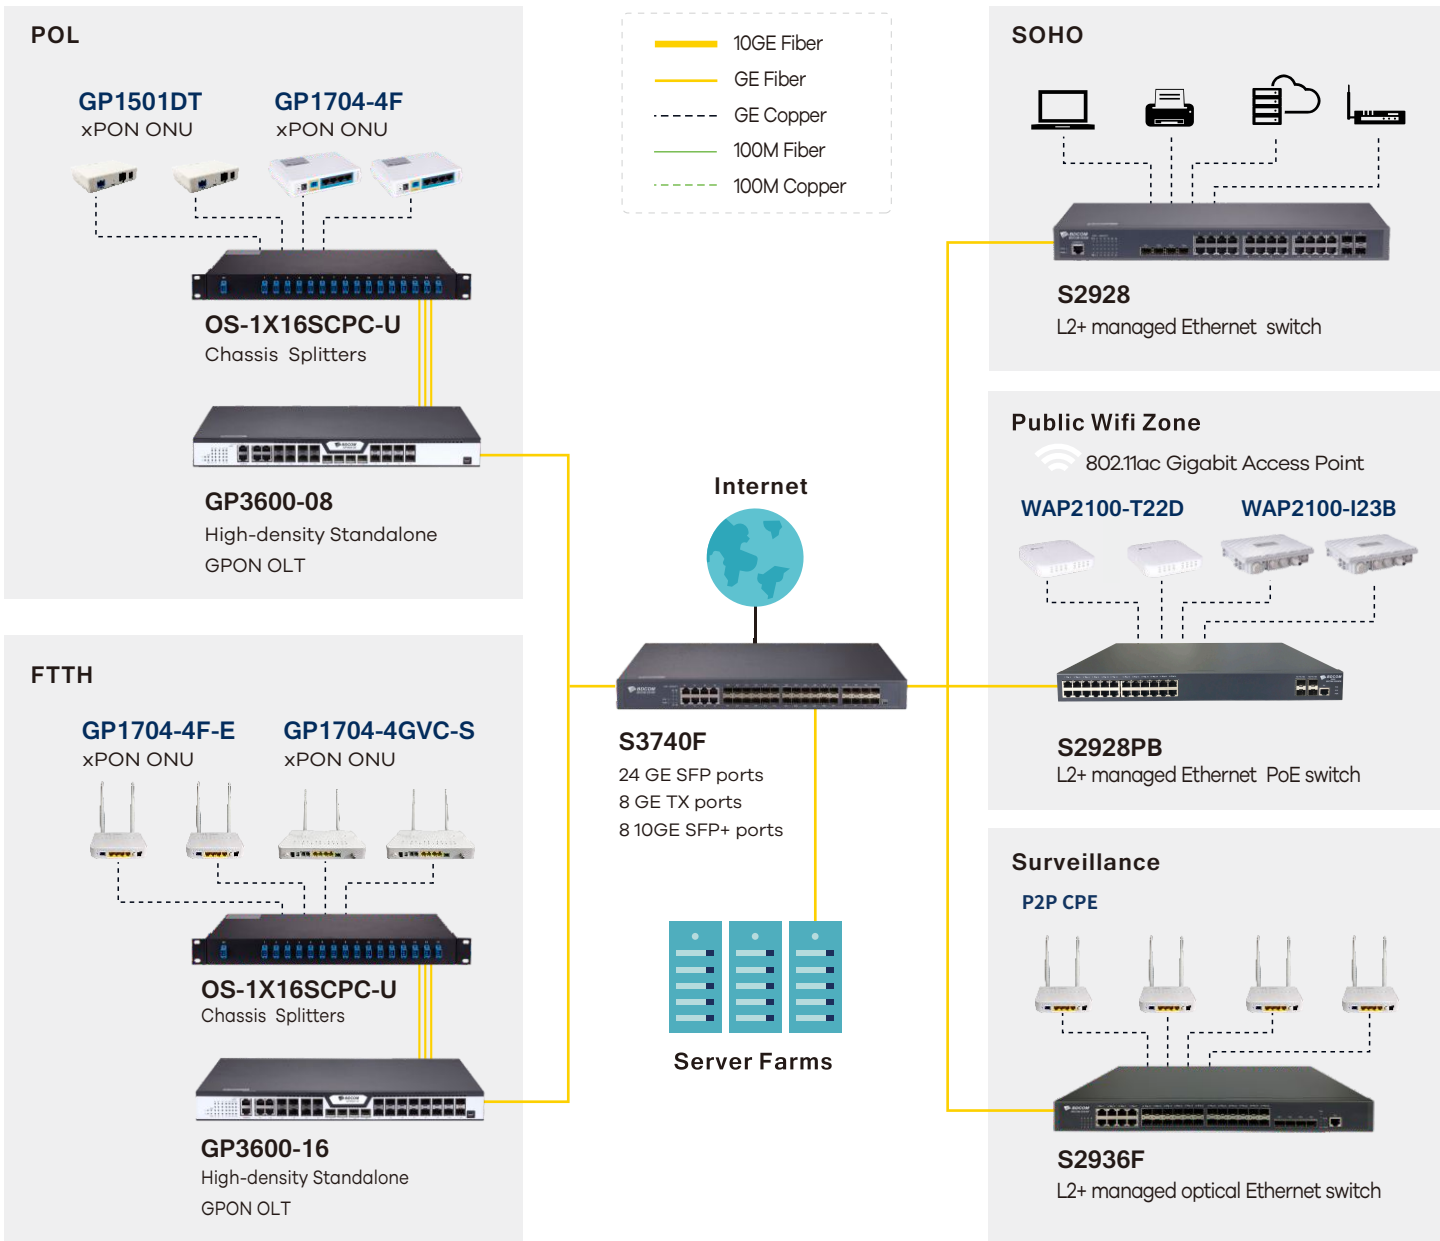 POL
GP1501DT
xPON ONU
GP1704-4F
xPON ONU
OS-1X16SCPC-U
Chassis Splitters
GP3600-08
High-density Standalone
GPON OLT
FTTH
GP1704-4F-E
xPON ONU
GP1704-4GVC-S
xPON ONU
OS-1X16SCPC-U
Chassis Splitters
GP3600-16
High-density Standalone
GPON OLT
10GE Fiber
GE Fiber
GE Copper
100M Fiber
100M Copper
Internet
BDCOM
S3740F
24 GE SFP ports
8 GE TX ports
8 10GE SFP+ ports
Server Farms
SOHO
BDCOM
S2928
L2+ managed Ethernet switch
Public Wifi Zone
802.11ac Gigabit Access Point
WAP2100-T22D
WAP2100-I23B
BDCOM
S2928PB
L2+ managed Ethernet PoE switch
Surveillance
P2P CPE
BDCOM
S2936F
L2+ managed optical Ethernet switch